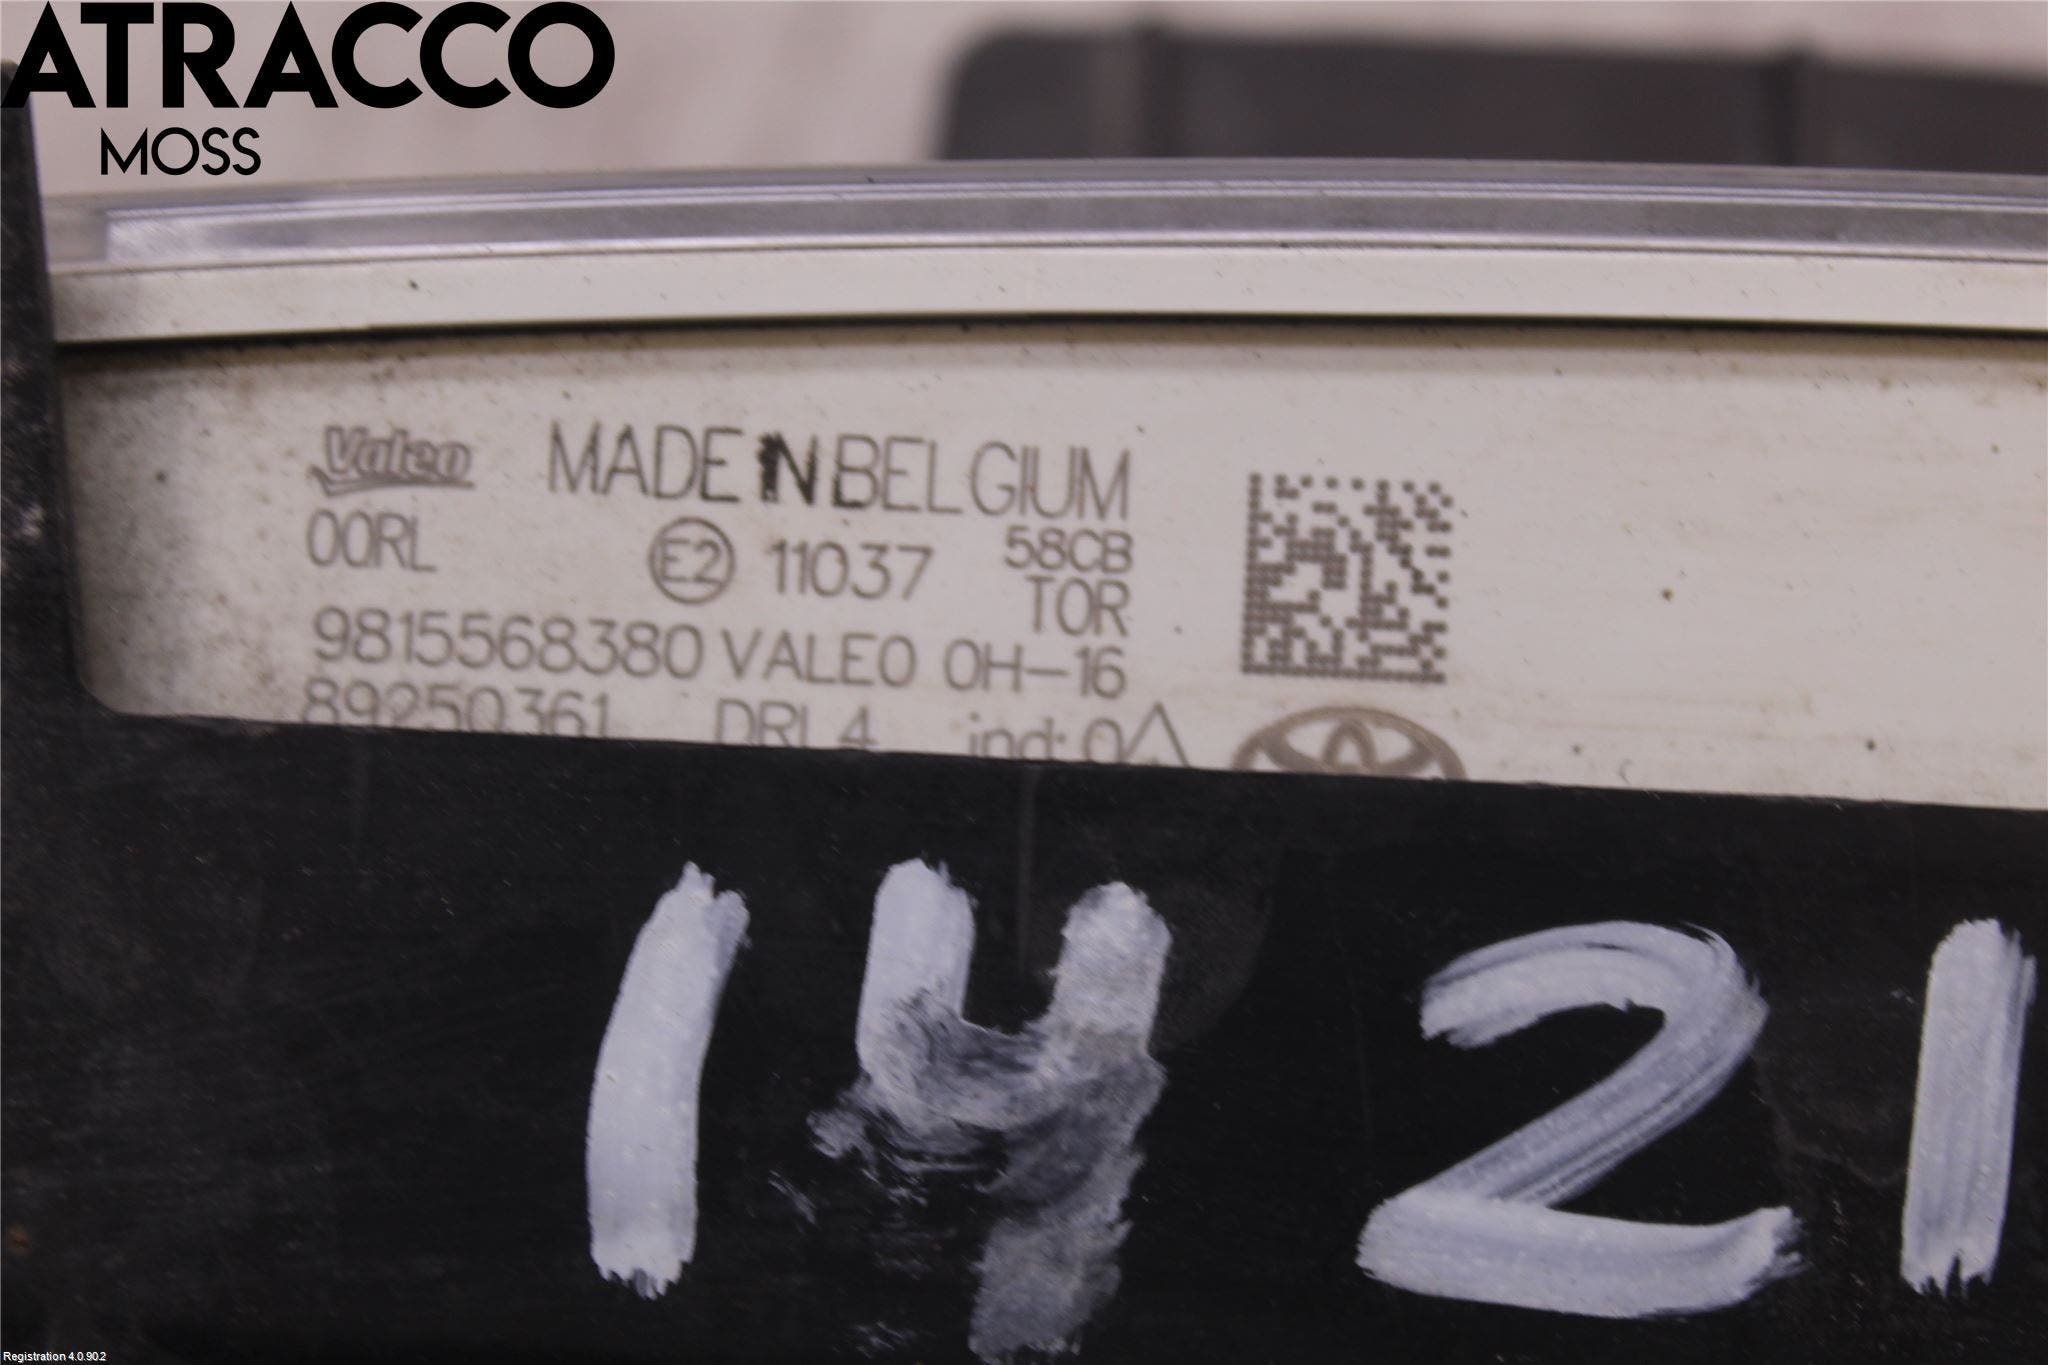 ATRACCO
MOSS
Valeo MADE IN BELGIUM
00RL E2 11037 58CB
TOR
9815568380 VALEO OH-16
89250361 DRL4 ind: 0
14 21
Registration 4.0.90.2